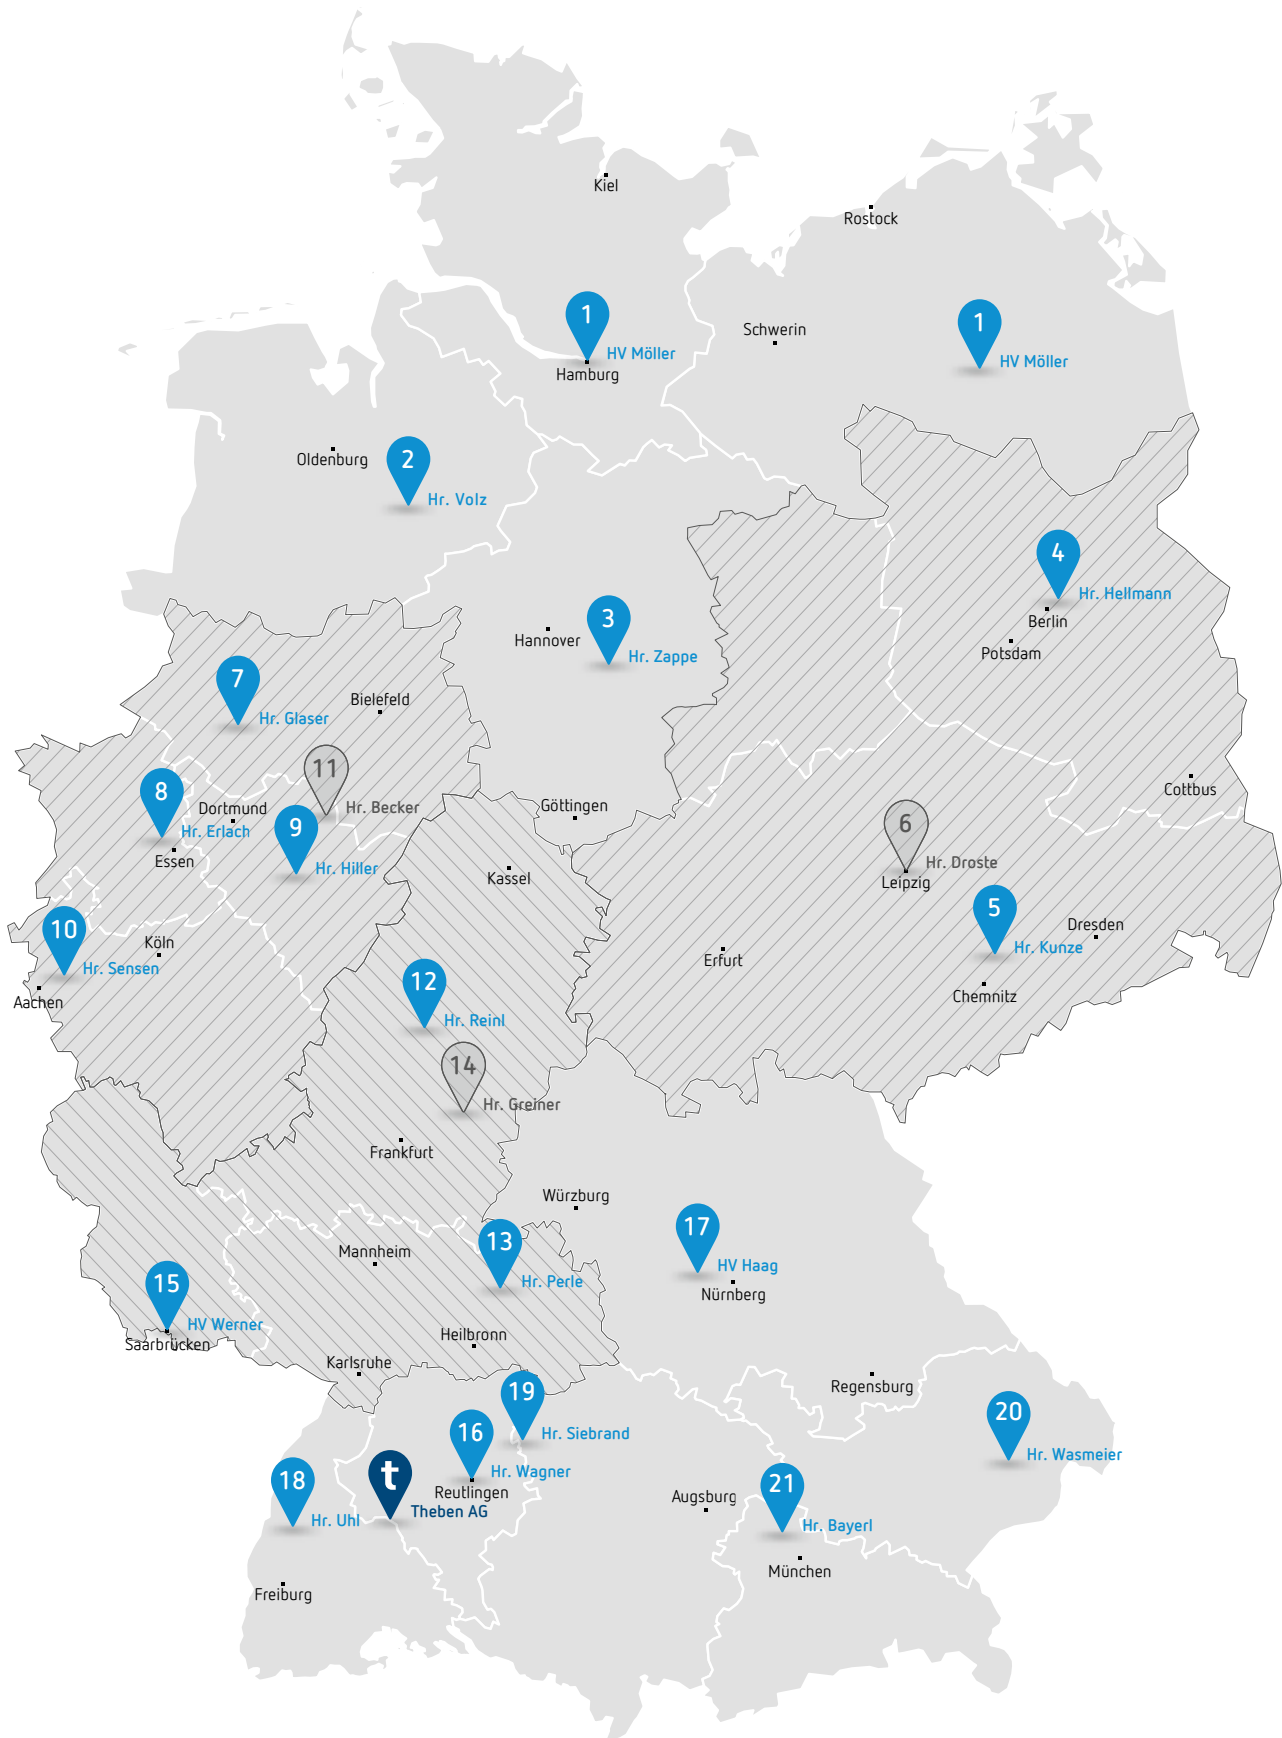 Kiel
Rostock
1
HV Möller
Hamburg
Schwerin
1
HV Möller
Oldenburg
2
Hr. Volz
4
Hr. Hellmann
Berlin
Potsdam
3
Hannover
Hr. Zappe
7
Hr. Glaser
Bielefeld
11
Hr. Becker
8
Hr. Erlach
Essen
Dortmund
9
Hr. Hiller
Göttingen
Cottbus
6
Hr. Droste
Leipzig
Kassel
5
Hr. Kunze
Dresden
10
Hr. Sensen
Köln
Aachen
Erfurt
Chemnitz
12
Hr. Reinl
14
Hr. Greiner
Frankfurt
Würzburg
17
HV Haag
Nürnberg
Mannheim
13
Hr. Perle
15
HV Werner
Saarbrücken
Heilbronn
Karlsruhe
Regensburg
19
Hr. Siebrand
16
Hr. Wagner
Reutlingen
20
Hr. Wasmeier
18
Hr. Uhl
t
Theben AG
Augsburg
21
Hr. Bayerl
München
Freiburg